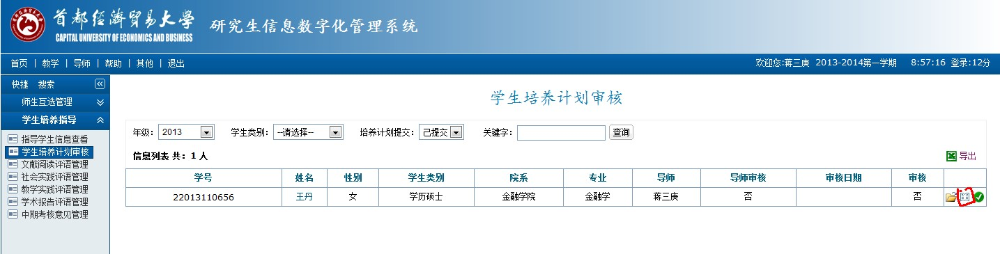 首都经济贸易大学 研究生信息数字化管理系统
CAPITAL UNIVERSITY OF ECONOMICS AND BUSINESS
首页 | 教学 | 导师 | 帮助 | 其他 | 退出 欢迎您:蒋三庚 2013-2014第一学期 8:57:16 登录:12分
快捷 搜索
师生互选管理
学生培养指导
指导学生信息查看
学生培养计划审核
文献阅读评语管理
社会实践评语管理
教学实践评语管理
学术报告评语管理
中期考核意见管理
学生培养计划审核
年级: 2013 学生类别: --请选择-- 培养计划提交: 已提交 关键字: 查询
信息列表 共: 1 人 导出
学号 姓名 性别 学生类别 院系 专业 导师 导师审核 审核日期 审核
22013110656 王丹 女 学历硕士 金融学院 金融学 蒋三庚 否 否